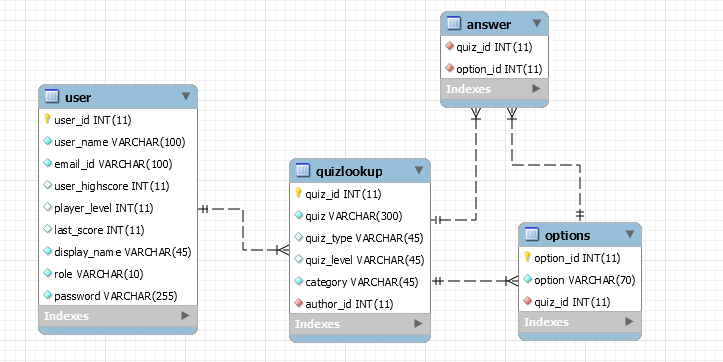 answer
quiz_id INT(11)
option_id INT(11)
Indexes
user
user_id INT(11)
user_name VARCHAR(100)
email_id VARCHAR(100)
user_highscore INT(11)
player_level INT(11)
last_score INT(11)
display_name VARCHAR(45)
role VARCHAR(10)
password VARCHAR(255)
Indexes
quizlookup
quiz_id INT(11)
quiz VARCHAR(300)
quiz_type VARCHAR(45)
quiz_level VARCHAR(45)
category VARCHAR(45)
author_id INT(11)
Indexes
options
option_id INT(11)
option VARCHAR(70)
quiz_id INT(11)
Indexes